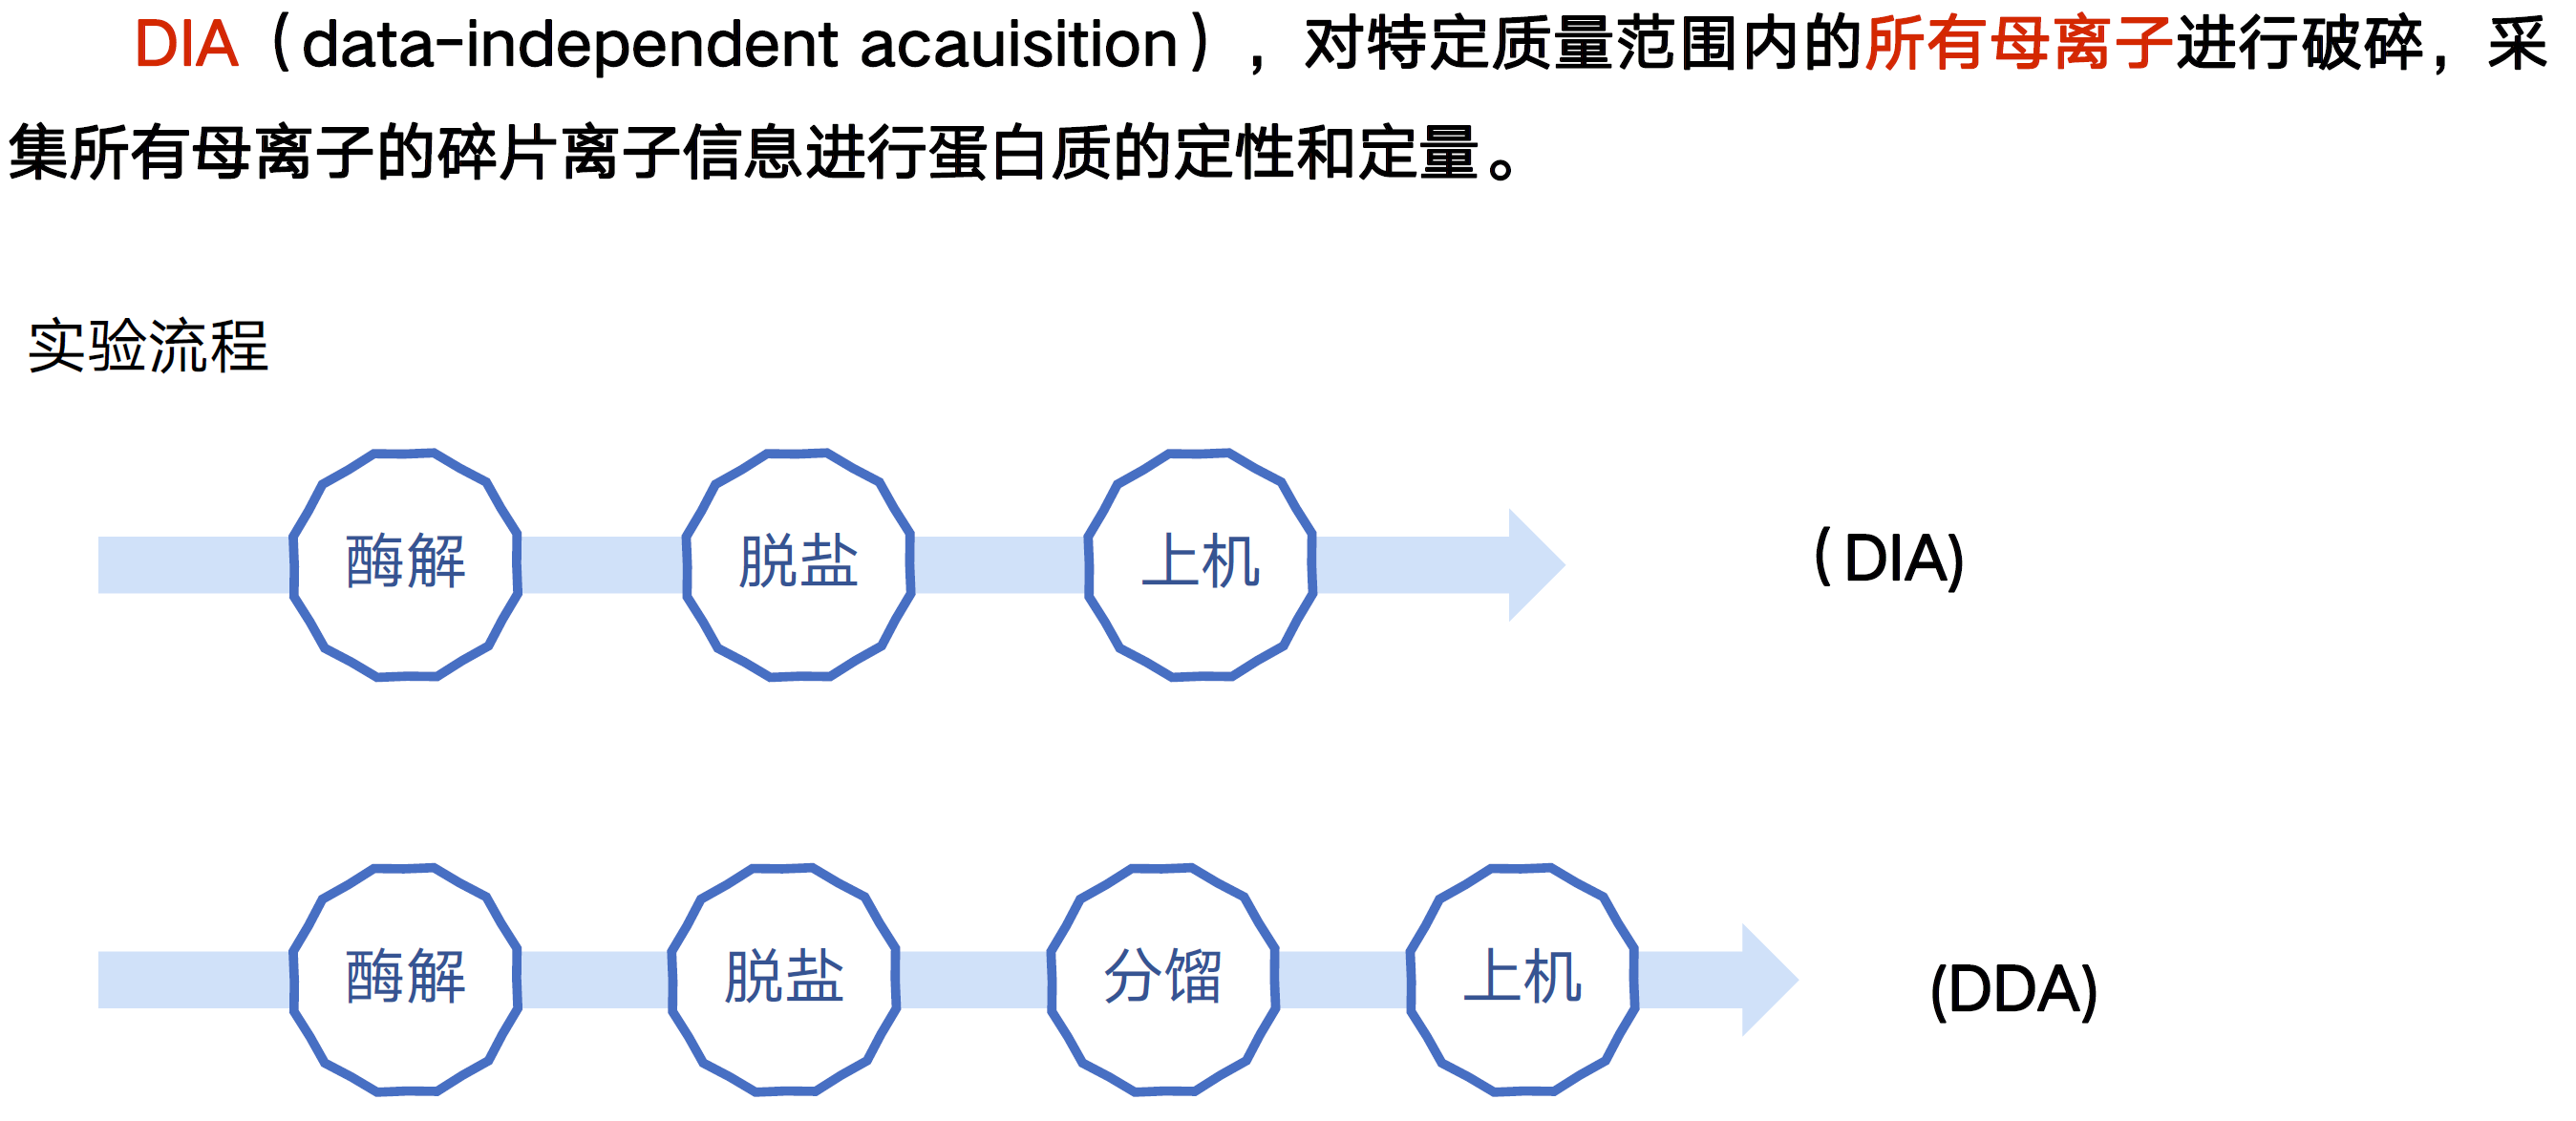 DIA（data-independent acauisition），对特定质量范围内的所有母离子进行破碎，采
集所有母离子的碎片离子信息进行蛋白质的定性和定量。
实验流程
酶解 脱盐 上机 （DIA)
酶解 脱盐 分馏 上机 (DDA)